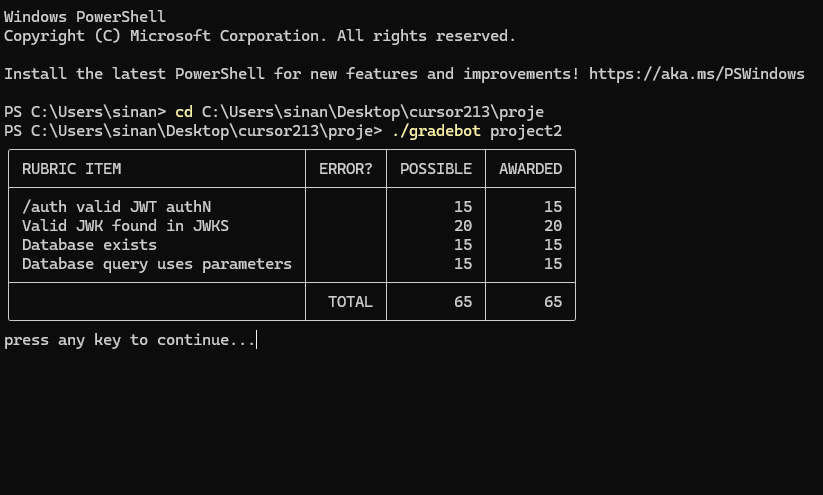 Windows PowerShell
Copyright (C) Microsoft Corporation. All rights reserved.
Install the latest PowerShell for new features and improvements! https://aka.ms/PSWindows
PS C:\Users\sinan> cd C:\Users\sinan\Desktop\cursor213\proje
PS C:\Users\sinan\Desktop\cursor213\proje> ./gradebot project2
RUBRIC ITEM ERROR? POSSIBLE AWARDED
/auth valid JWT authN 15 15
Valid JWK found in JWKS 20 20
Database exists 15 15
Database query uses parameters 15 15
TOTAL 65 65
press any key to continue...